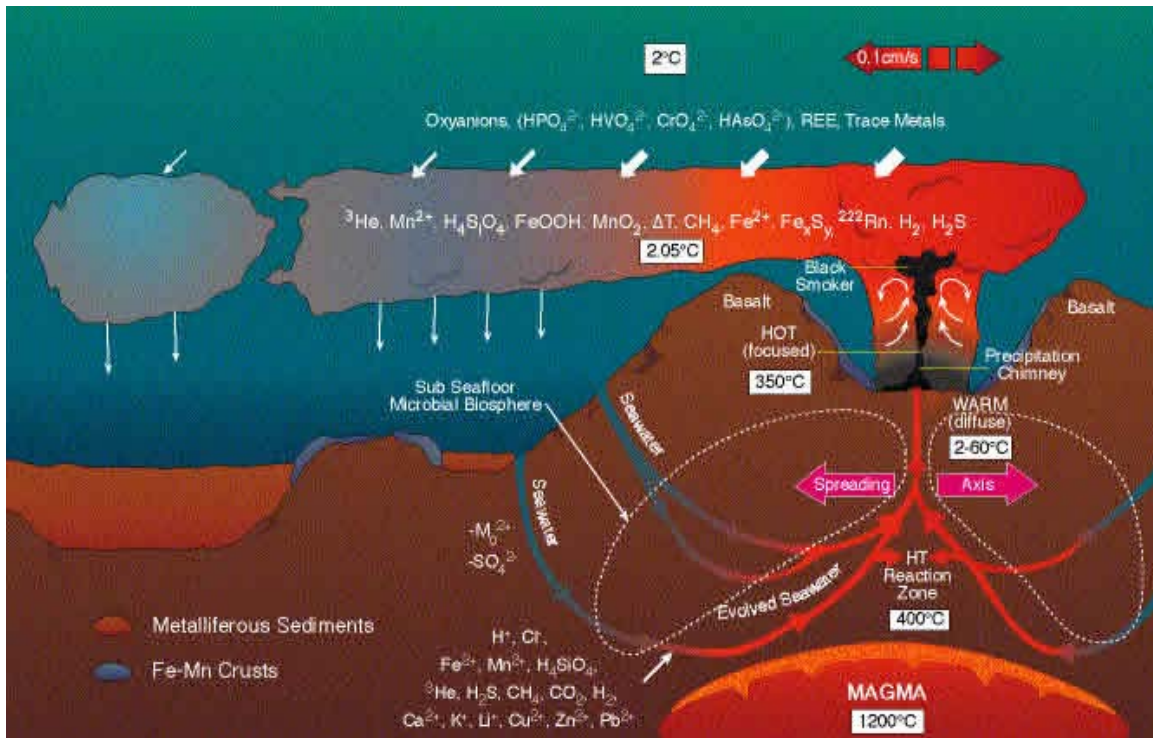 2°C
0.1cm/s
Oxyanions, (HPO₄²⁻, HVO₄²⁻, CrO₄²⁻, HAsO₄²⁻), REE, Trace Metals
³He, Mn²⁺, H₄SiO₄, FeOOH, MnO₂, ΔT, CH₄, Fe²⁺, FeₓSᵧ, ²²²Rn, H₂, H₂S
2.05°C
Black
Smoker
Basalt
Basalt
HOT
(focused)
350°C
Precipitation
Chimney
Sub Seafloor
Microbial Biosphere
Seawater
WARM
(diffuse)
2-60°C
Spreading
Axis
Seawater
-SO₄²⁻
HT
Reaction
Zone
400°C
Evolved Seawater
Metalliferous Sediments
Fe-Mn Crusts
H⁺, Cl⁻,
Fe²⁺, Mn²⁺, H₄SiO₄,
³He, H₂S, CH₄, CO₂, H₂,
Ca²⁺, K⁺, Li⁺, Cu²⁺, Zn²⁺, Pb²⁺
MAGMA
1200°C